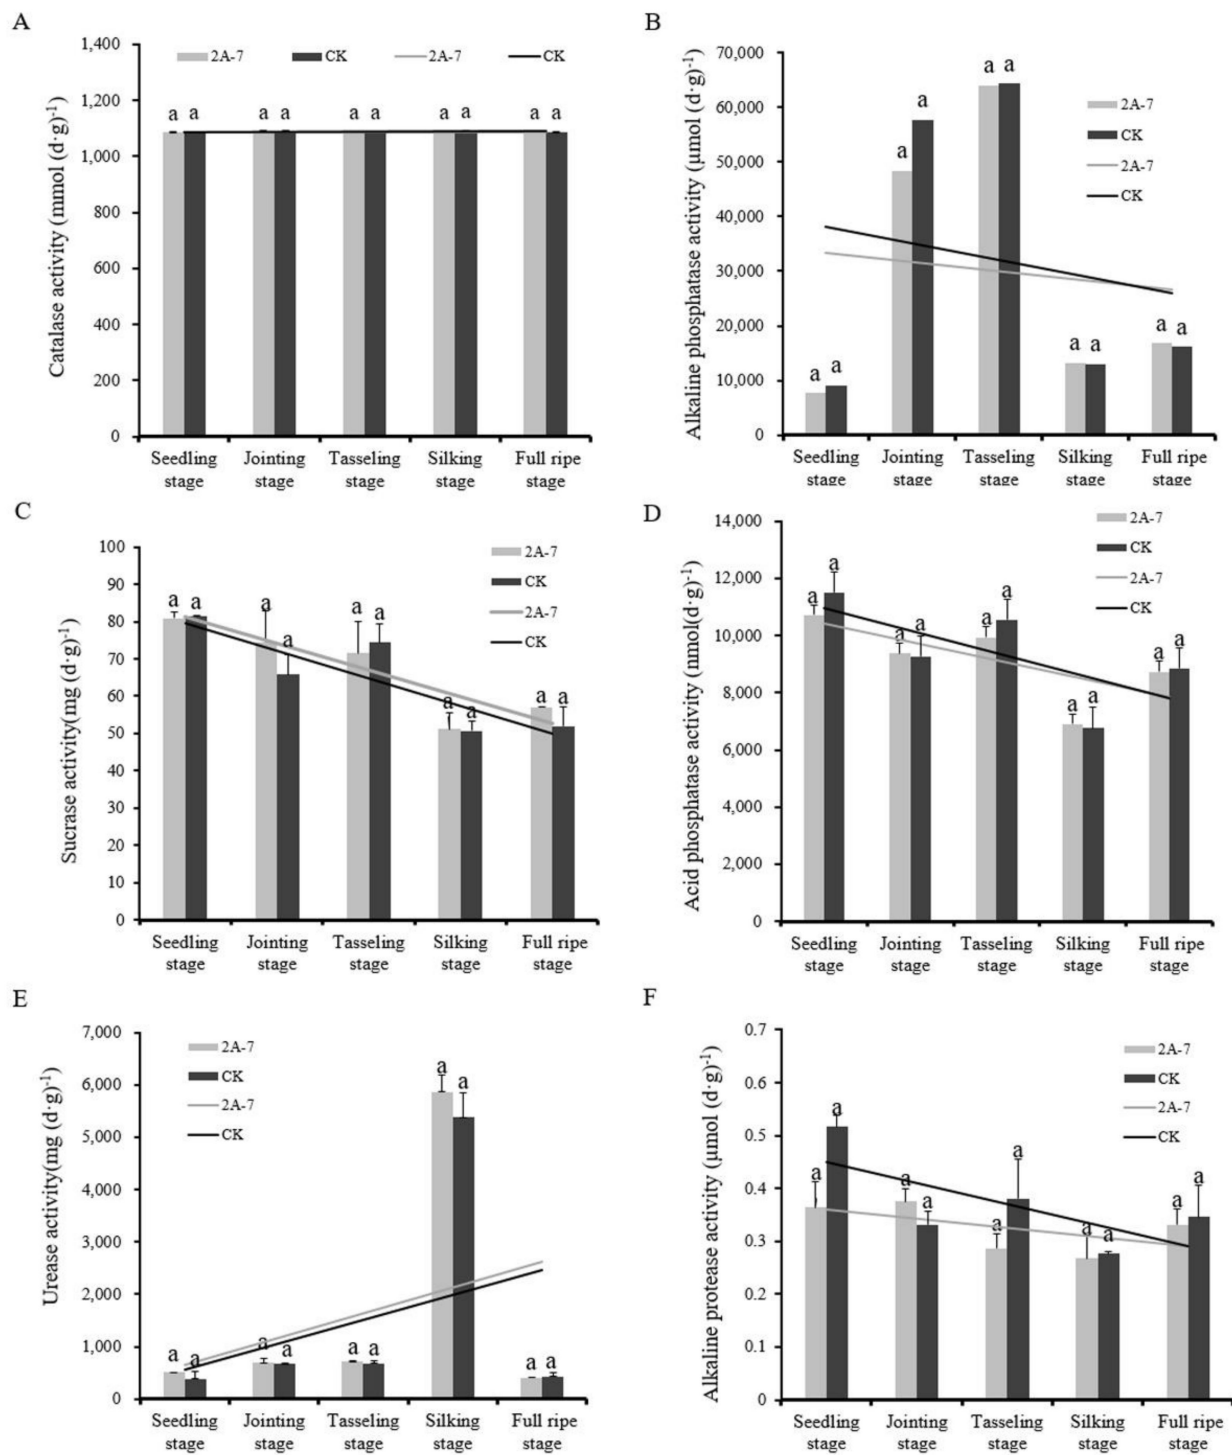 A
1,400
1,200
1,000
800
600
400
200
0
Catalase activity (mmol (d·g)-1)
2A-7 CK 2A-7 CK
a a a a a a a a a a
Seedling stage
Jointing stage
Tasseling stage
Silking stage
Full ripe stage
B
70,000
60,000
50,000
40,000
30,000
20,000
10,000
0
Alkaline phosphatase activity (µmol (d·g)-1)
2A-7
CK
2A-7
CK
a a a a a a a a a a
Seedling stage
Jointing stage
Tasseling stage
Silking stage
Full ripe stage
C
100
90
80
70
60
50
40
30
20
10
0
Sucrase activity(mg (d·g)-1)
2A-7
CK
2A-7
CK
a a a a a a a a a a
Seedling stage
Jointing stage
Tasseling stage
Silking stage
Full ripe stage
D
14,000
12,000
10,000
8,000
6,000
4,000
2,000
0
Acid phosphatase activity (nmol(d·g)-1)
2A-7
CK
2A-7
CK
a a a a a a a a a a
Seedling stage
Jointing stage
Tasseling stage
Silking stage
Full ripe stage
E
7,000
6,000
5,000
4,000
3,000
2,000
1,000
0
Urease activity(mg (d·g)-1)
2A-7
CK
2A-7
CK
a a a a a a a a a a
Seedling stage
Jointing stage
Tasseling stage
Silking stage
Full ripe stage
F
0.7
0.6
0.5
0.4
0.3
0.2
0.1
0
Alkaline protease activity (µmol (d·g)-1)
2A-7
CK
2A-7
CK
a a a a a a a a a a
Seedling stage
Jointing stage
Tasseling stage
Silking stage
Full ripe stage